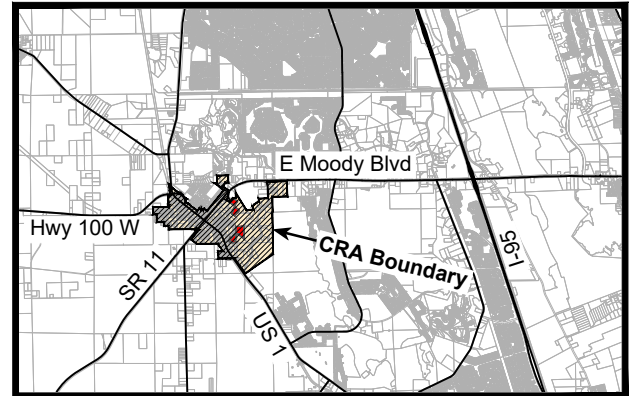 E Moody Blvd
Hwy 100 W
CRA Boundary
I-95
SR 11
US 1